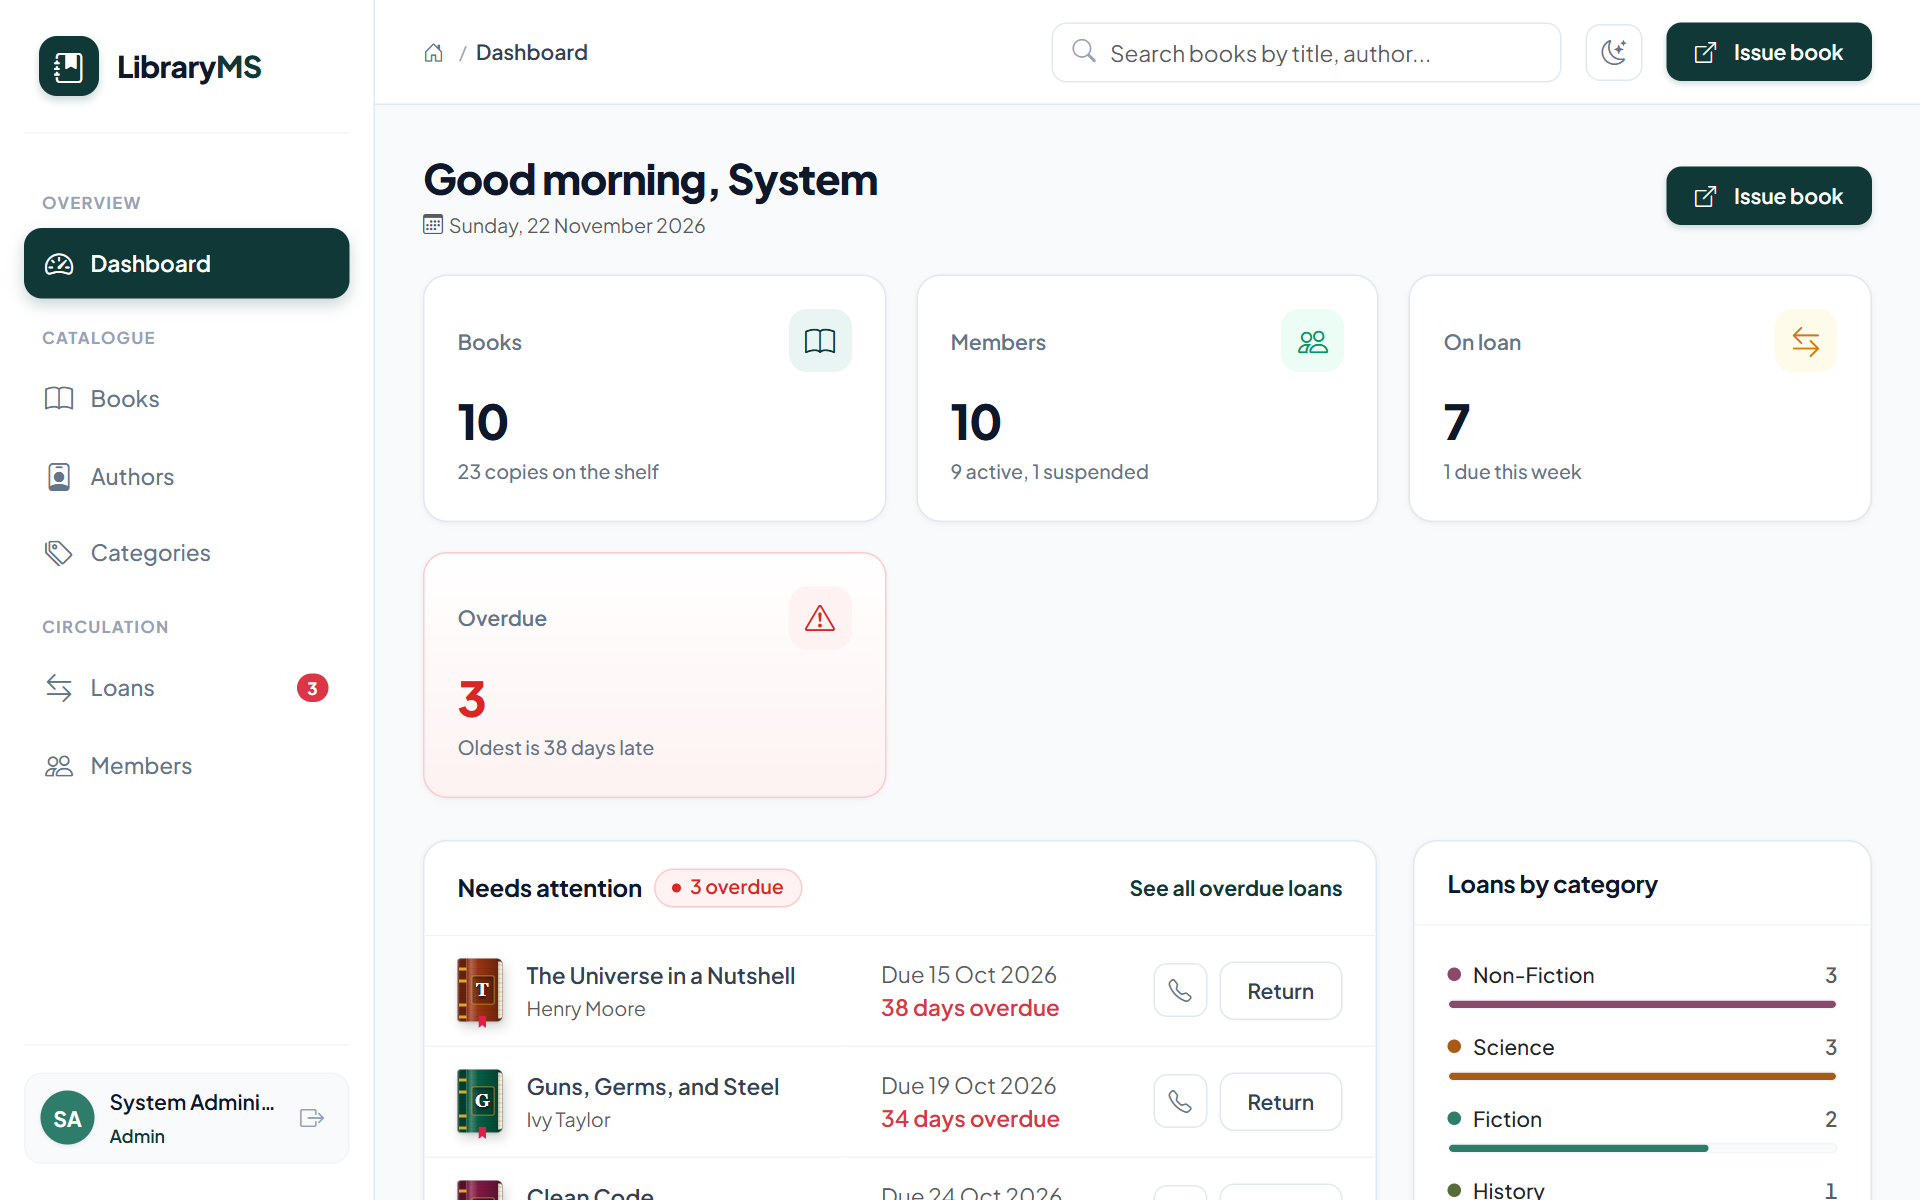 LibraryMS
OVERVIEW
Dashboard
CATALOGUE
Books
Authors
Categories
CIRCULATION
Loans 3
Members
SA
System Admini...
Admin
/ Dashboard
Search books by title, author...
Issue book
Good morning, System
Sunday, 22 November 2026
Issue book
Books
10
23 copies on the shelf
Members
10
9 active, 1 suspended
On loan
7
1 due this week
Overdue
3
Oldest is 38 days late
Needs attention
3 overdue
See all overdue loans
T
The Universe in a Nutshell
Henry Moore
Due 15 Oct 2026
38 days overdue
Return
G
Guns, Germs, and Steel
Ivy Taylor
Due 19 Oct 2026
34 days overdue
Return
Clean Code
Due 24 Oct 2026
Loans by category
Non-Fiction 3
Science 3
Fiction 2
History 1